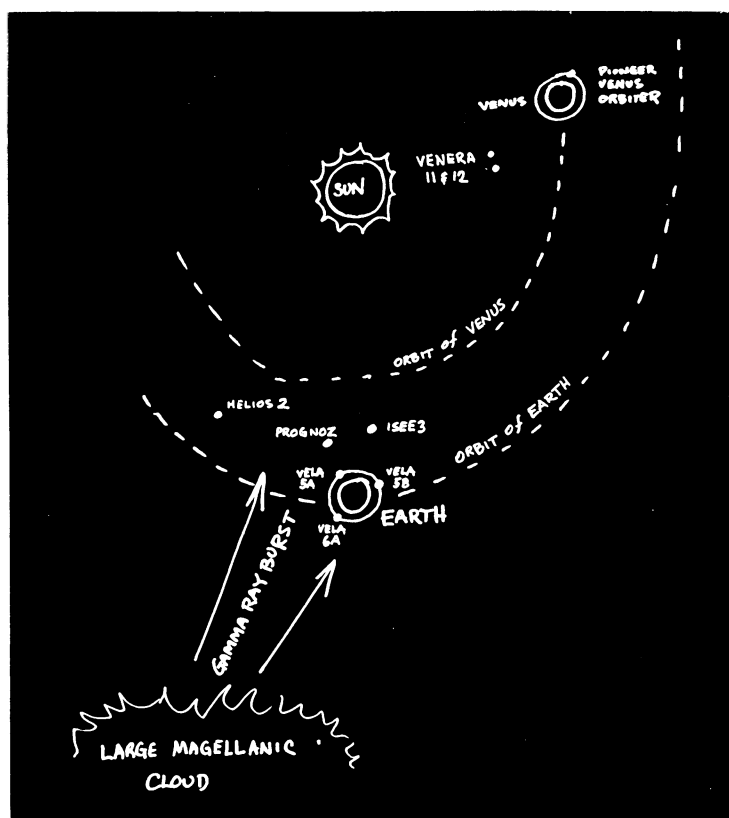 PIONEER
VENUS
ORBITER
VENUS
VENERA
11 & 12
SUN
ORBIT of VENUS
HELIOS 2
PROGNOZ
ISEE3
ORBIT of EARTH
VELA
5A
VELA
5B
EARTH
VELA
6A
GAMMA RAY BURST
LARGE MAGELLANIC
CLOUD